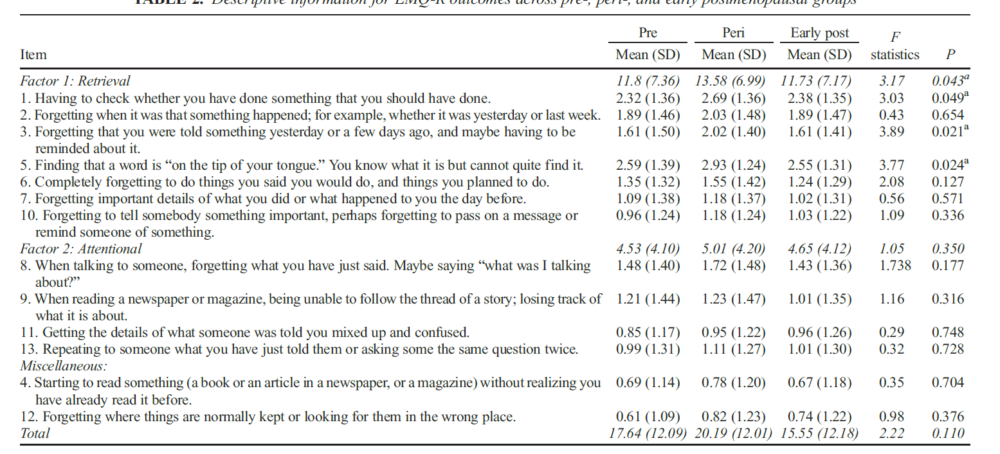 TABLE 2. Descriptive information for EMQ-R outcomes across pre-, peri-, and early postmenopausal groups
Pre Peri Early post F
Item Mean (SD) Mean (SD) Mean (SD) statistics P
Factor 1: Retrieval 11.8 (7.36) 13.58 (6.99) 11.73 (7.17) 3.17 0.043a
1. Having to check whether you have done something that you should have done. 2.32 (1.36) 2.69 (1.36) 2.38 (1.35) 3.03 0.049a
2. Forgetting when it was that something happened; for example, whether it was yesterday or last week. 1.89 (1.46) 2.03 (1.48) 1.89 (1.47) 0.43 0.654
3. Forgetting that you were told something yesterday or a few days ago, and maybe having to be 1.61 (1.50) 2.02 (1.40) 1.61 (1.41) 3.89 0.021a
reminded about it.
5. Finding that a word is “on the tip of your tongue.” You know what it is but cannot quite find it. 2.59 (1.39) 2.93 (1.24) 2.55 (1.31) 3.77 0.024a
6. Completely forgetting to do things you said you would do, and things you planned to do. 1.35 (1.32) 1.55 (1.42) 1.24 (1.29) 2.08 0.127
7. Forgetting important details of what you did or what happened to you the day before. 1.09 (1.38) 1.18 (1.37) 1.02 (1.31) 0.56 0.571
10. Forgetting to tell somebody something important, perhaps forgetting to pass on a message or 0.96 (1.24) 1.18 (1.24) 1.03 (1.22) 1.09 0.336
remind someone of something.
Factor 2: Attentional 4.53 (4.10) 5.01 (4.20) 4.65 (4.12) 1.05 0.350
8. When talking to someone, forgetting what you have just said. Maybe saying “what was I talking 1.48 (1.40) 1.72 (1.48) 1.43 (1.36) 1.738 0.177
about?”
9. When reading a newspaper or magazine, being unable to follow the thread of a story; losing track of 1.21 (1.44) 1.23 (1.47) 1.01 (1.35) 1.16 0.316
what it is about.
11. Getting the details of what someone was told you mixed up and confused. 0.85 (1.17) 0.95 (1.22) 0.96 (1.26) 0.29 0.748
13. Repeating to someone what you have just told them or asking some the same question twice. 0.99 (1.31) 1.11 (1.27) 1.01 (1.30) 0.32 0.728
Miscellaneous:
4. Starting to read something (a book or an article in a newspaper, or a magazine) without realizing you 0.69 (1.14) 0.78 (1.20) 0.67 (1.18) 0.35 0.704
have already read it before.
12. Forgetting where things are normally kept or looking for them in the wrong place. 0.61 (1.09) 0.82 (1.23) 0.74 (1.22) 0.98 0.376
Total 17.64 (12.09) 20.19 (12.01) 15.55 (12.18) 2.22 0.110